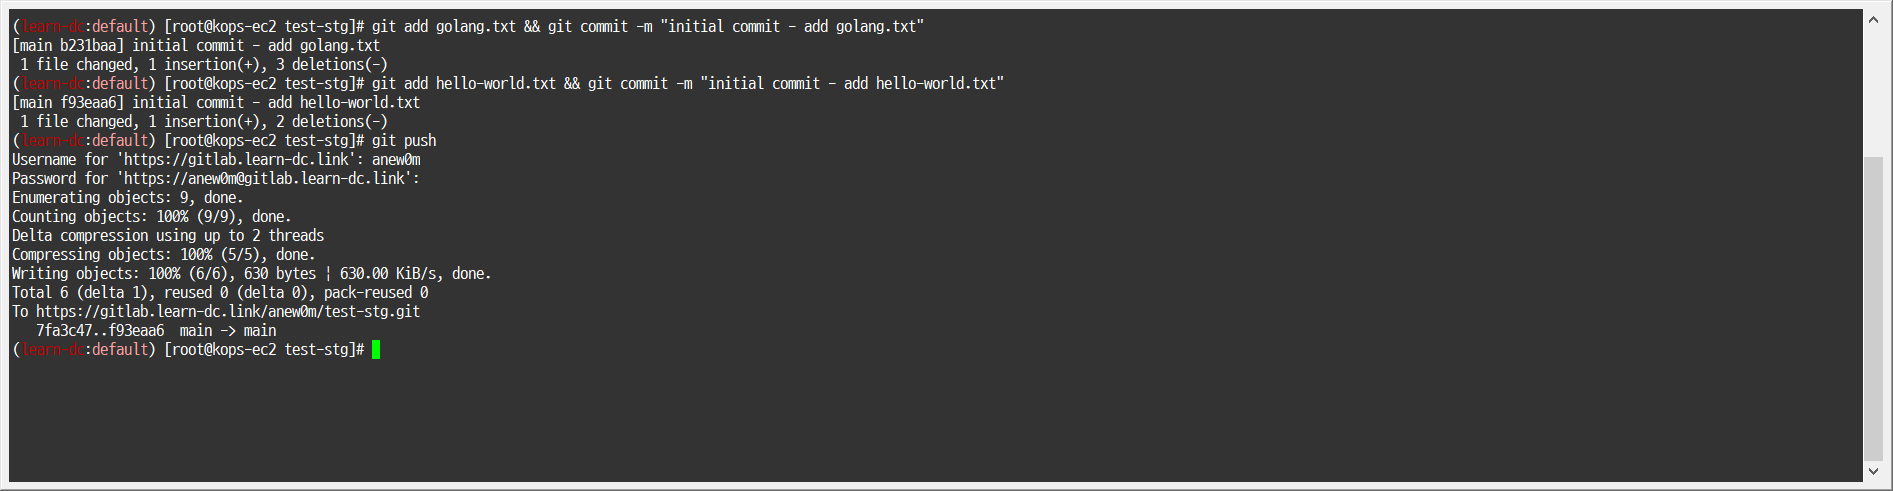 (learn-dc:default) [root@kops-ec2 test-stg]# git add golang.txt && git commit -m "initial commit - add golang.txt"
[main b231baa] initial commit - add golang.txt
 1 file changed, 1 insertion(+), 3 deletions(-)
(learn-dc:default) [root@kops-ec2 test-stg]# git add hello-world.txt && git commit -m "initial commit - add hello-world.txt"
[main f93eaa6] initial commit - add hello-world.txt
 1 file changed, 1 insertion(+), 2 deletions(-)
(learn-dc:default) [root@kops-ec2 test-stg]# git push
Username for 'https://gitlab.learn-dc.link': anew0m
Password for 'https://anew0m@gitlab.learn-dc.link':
Enumerating objects: 9, done.
Counting objects: 100% (9/9), done.
Delta compression using up to 2 threads
Compressing objects: 100% (5/5), done.
Writing objects: 100% (6/6), 630 bytes ¦ 630.00 KiB/s, done.
Total 6 (delta 1), reused 0 (delta 0), pack-reused 0
To https://gitlab.learn-dc.link/anew0m/test-stg.git
   7fa3c47..f93eaa6  main -> main
(learn-dc:default) [root@kops-ec2 test-stg]#